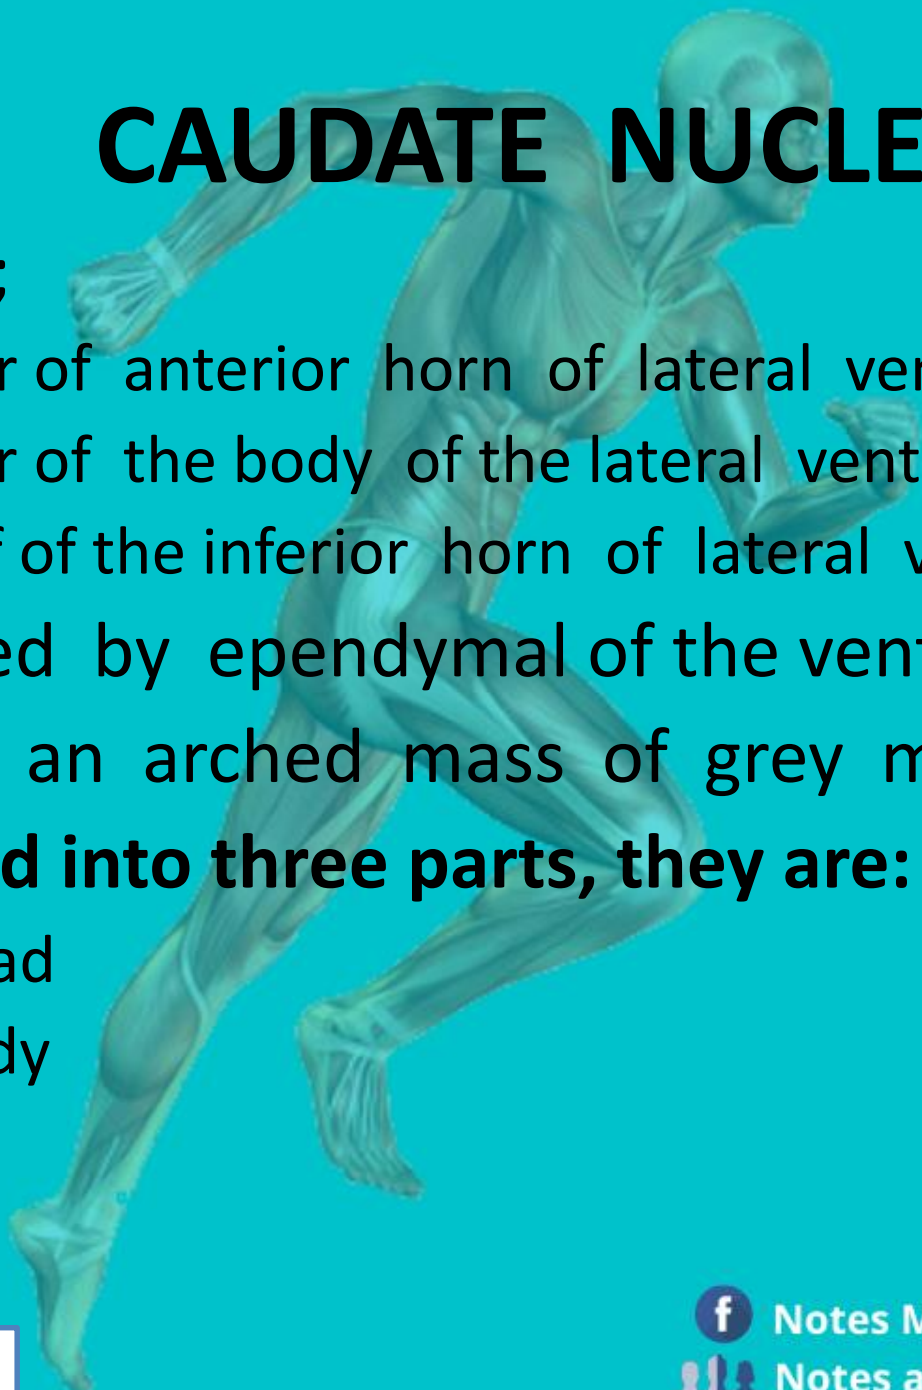 CAUDATE NUCLE
;
r of anterior horn of lateral ven
r of the body of the lateral vent
f of the inferior horn of lateral v
ed by ependymal of the vent
an arched mass of grey m
d into three parts, they are:
ad
dy
f Notes M
Notes a